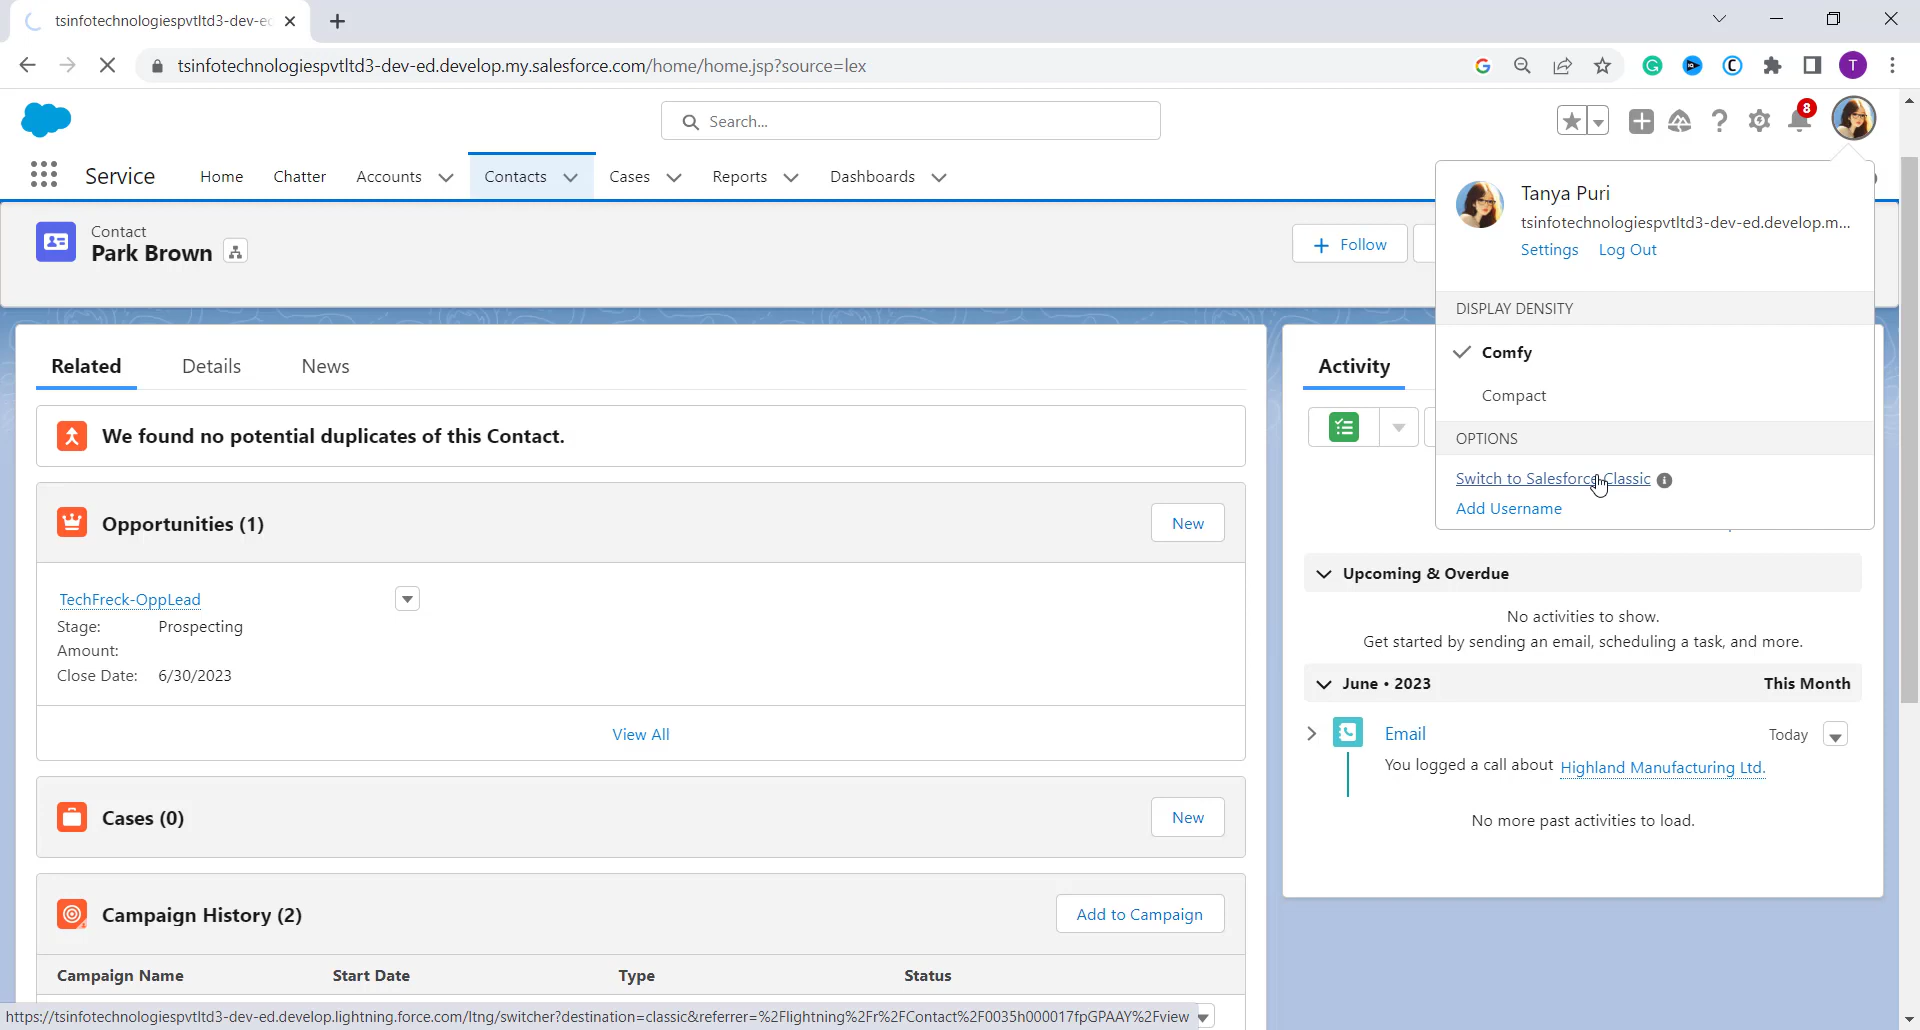 tsinfotechnologiespvtltd3-dev-ed
tsinfotechnologiespvtltd3-dev-ed.develop.my.salesforce.com/home/home.jsp?source=lex
T
Search...
8
Service
Home
Chatter
Accounts
Contacts
Cases
Reports
Dashboards
Tanya Puri
tsinfotechnologiespvtltd3-dev-ed.develop.m...
Settings
Log Out
Contact
Park Brown
Follow
DISPLAY DENSITY
Comfy
Compact
OPTIONS
Switch to Salesforce Classic
Add Username
Related
Details
News
Activity
We found no potential duplicates of this Contact.
Opportunities (1)
New
TechFreck-OppLead
Stage: Prospecting
Amount:
Close Date: 6/30/2023
View All
Upcoming & Overdue
No activities to show.
Get started by sending an email, scheduling a task, and more.
June • 2023
This Month
Email
Today
You logged a call about Highland Manufacturing Ltd.
No more past activities to load.
Cases (0)
New
Campaign History (2)
Add to Campaign
Campaign Name
Start Date
Type
Status
https://tsinfotechnologiespvtltd3-dev-ed.develop.lightning.force.com/ltng/switcher?destination=classic&referrer=%2Flightning%2Fr%2FContact%2F0035h000017fpGPAAY%2Fview